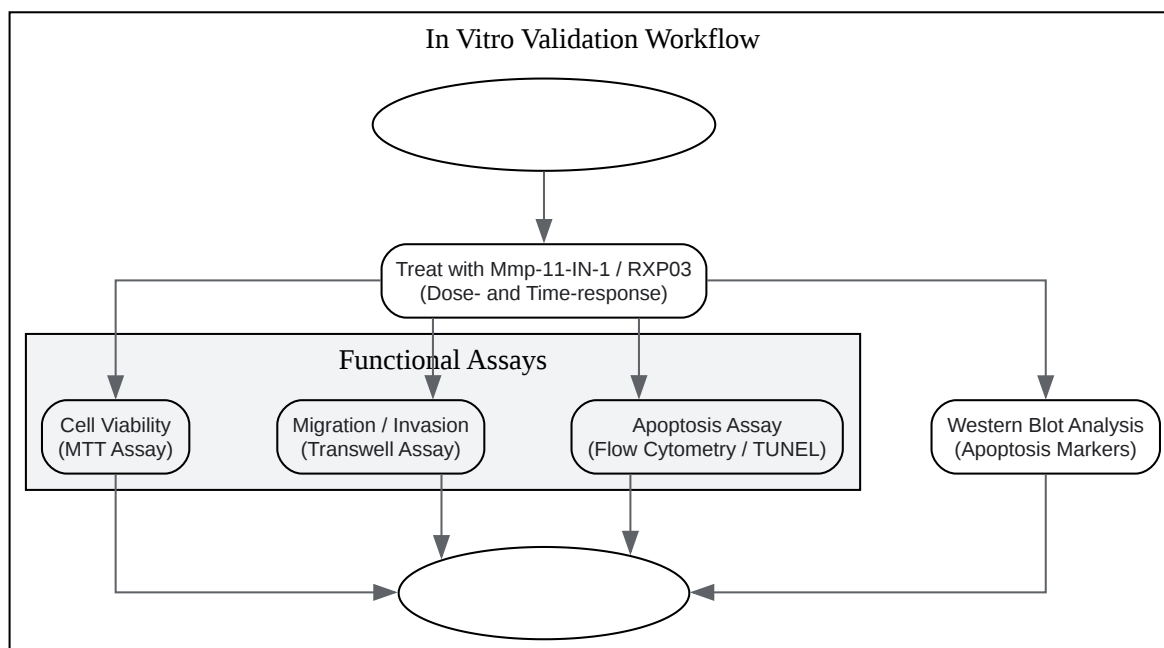 In Vitro Validation Workflow
Treat with Mmp-11-IN-1 / RXP03
(Dose- and Time-response)
Functional Assays
Cell Viability
(MTT Assay)
Migration / Invasion
(Transwell Assay)
Apoptosis Assay
(Flow Cytometry / TUNEL)
Western Blot Analysis
(Apoptosis Markers)